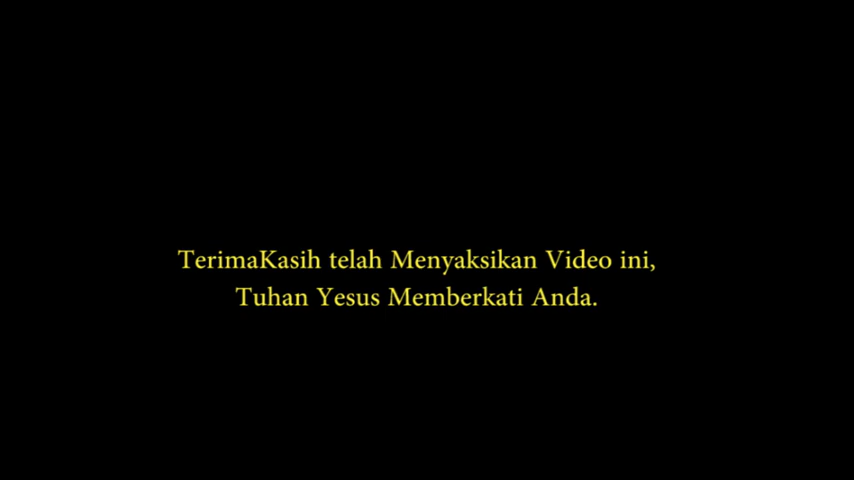 TerimaKasih telah Menyaksikan Video ini,
Tuhan Yesus Memberkati Anda.